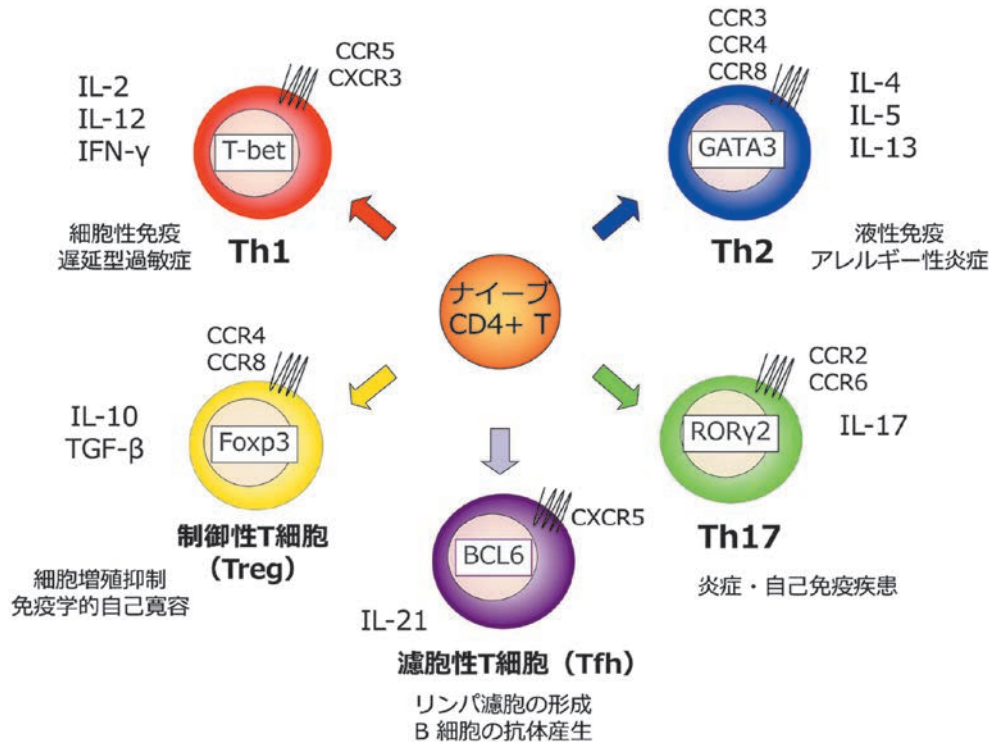 CCR5
CXCR3
IL-2
IL-12
IFN-γ
T-bet
Th1
細胞性免疫
遅延型過敏症
CCR3
CCR4
CCR8
IL-4
IL-5
IL-13
GATA3
Th2
液性免疫
アレルギー性炎症
ナイーブ
CD4+ T
CCR4
CCR8
IL-10
TGF-β
Foxp3
制御性T細胞
（Treg）
細胞増殖抑制
免疫学的自己寛容
CCR2
CCR6
IL-17
RORγ2
Th17
炎症・自己免疫疾患
CXCR5
BCL6
IL-21
濾胞性T細胞（Tfh）
リンパ濾胞の形成
B 細胞の抗体産生